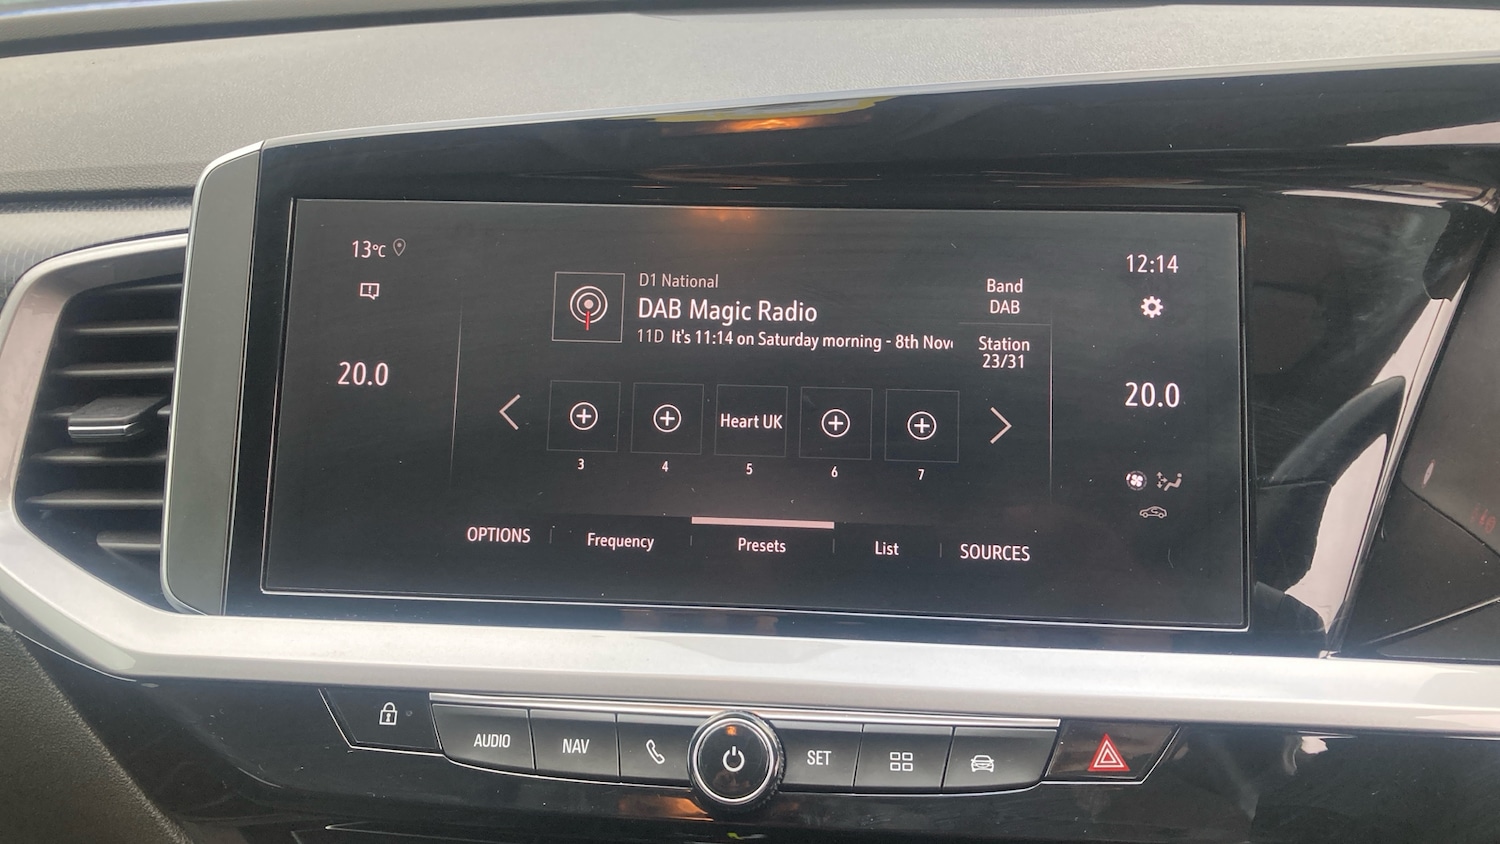 13°C
20.0
D1 National
DAB Magic Radio
11D It's 11:14 on Saturday morning - 8th Nov
Band
DAB
Station
23/31
12:14
20.0
Heart UK
3
4
5
6
7
OPTIONS
Frequency
Presets
List
SOURCES
AUDIO
NAV
SET